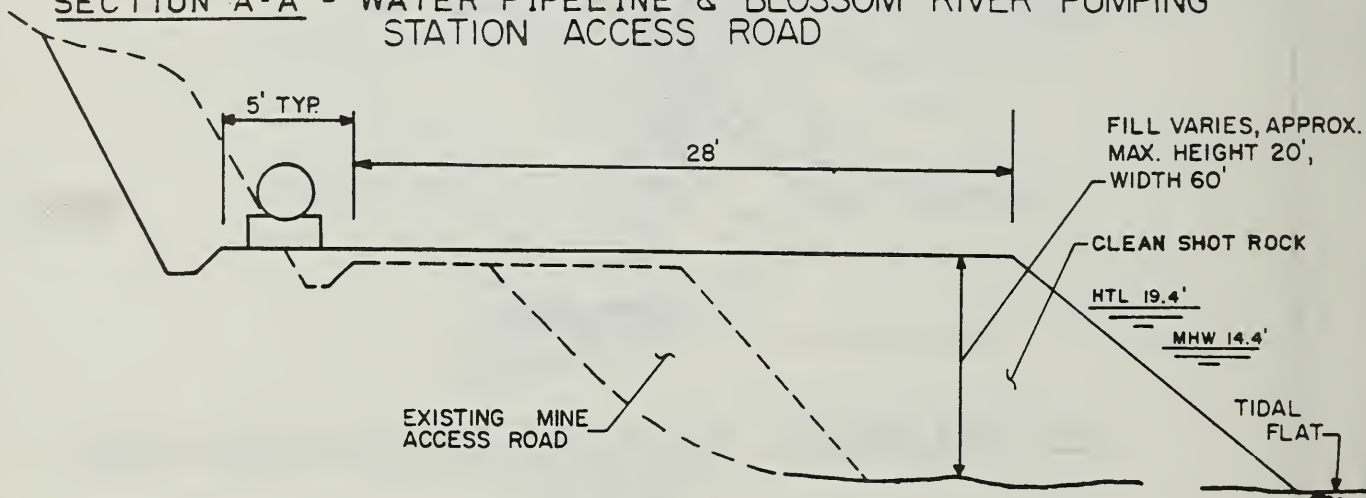 SECTION A-A - WATER PIPELINE & BLOSSOM RIVER PUMPING
STATION ACCESS ROAD
5' TYP.
28'
FILL VARIES, APPROX.
MAX. HEIGHT 20',
WIDTH 60'
CLEAN SHOT ROCK
HTL 19.4'
MHW 14.4'
EXISTING MINE
ACCESS ROAD
TIDAL
FLAT